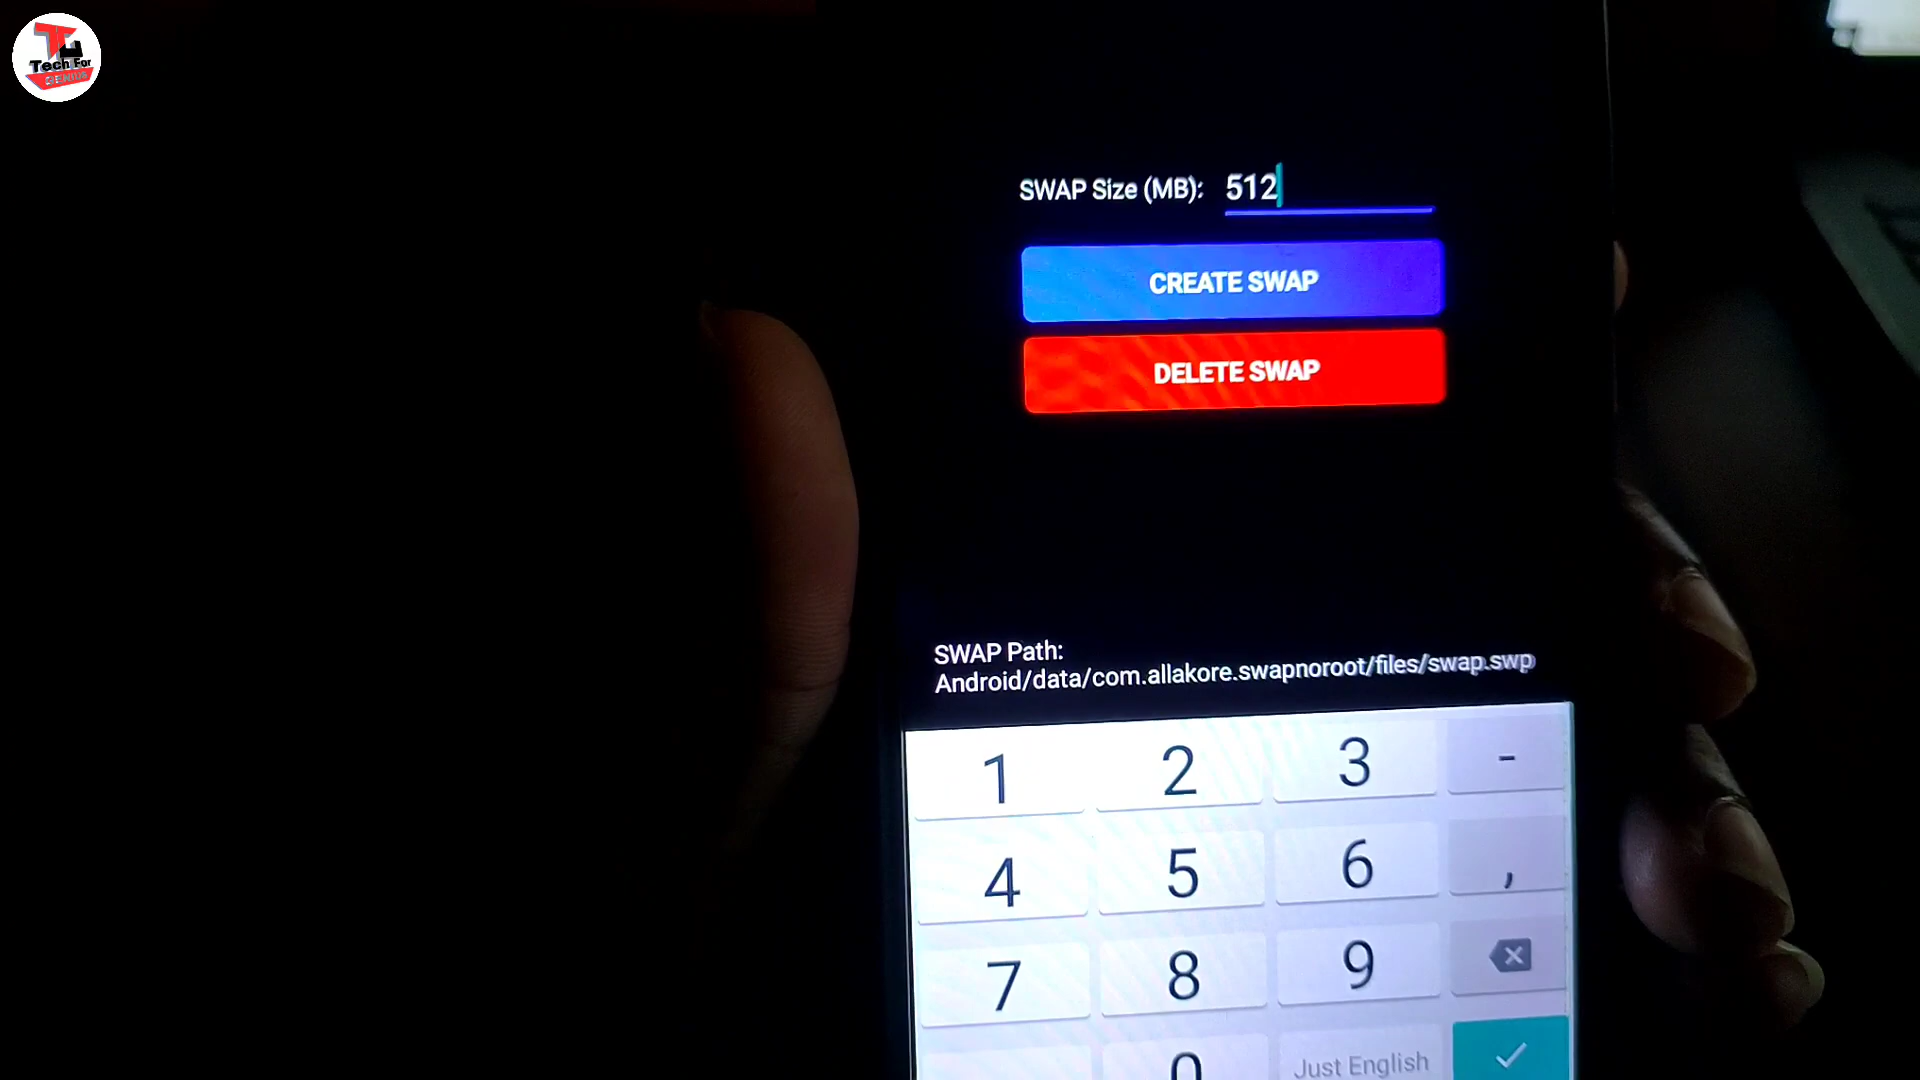 Tech For
GENIUS
SWAP Size (MB): 512
CREATE SWAP
DELETE SWAP
SWAP Path:
Android/data/com.allakore.swapnoroot/files/swap.swp
1 2 3 -
4 5 6 ,
7 8 9
0 Just English